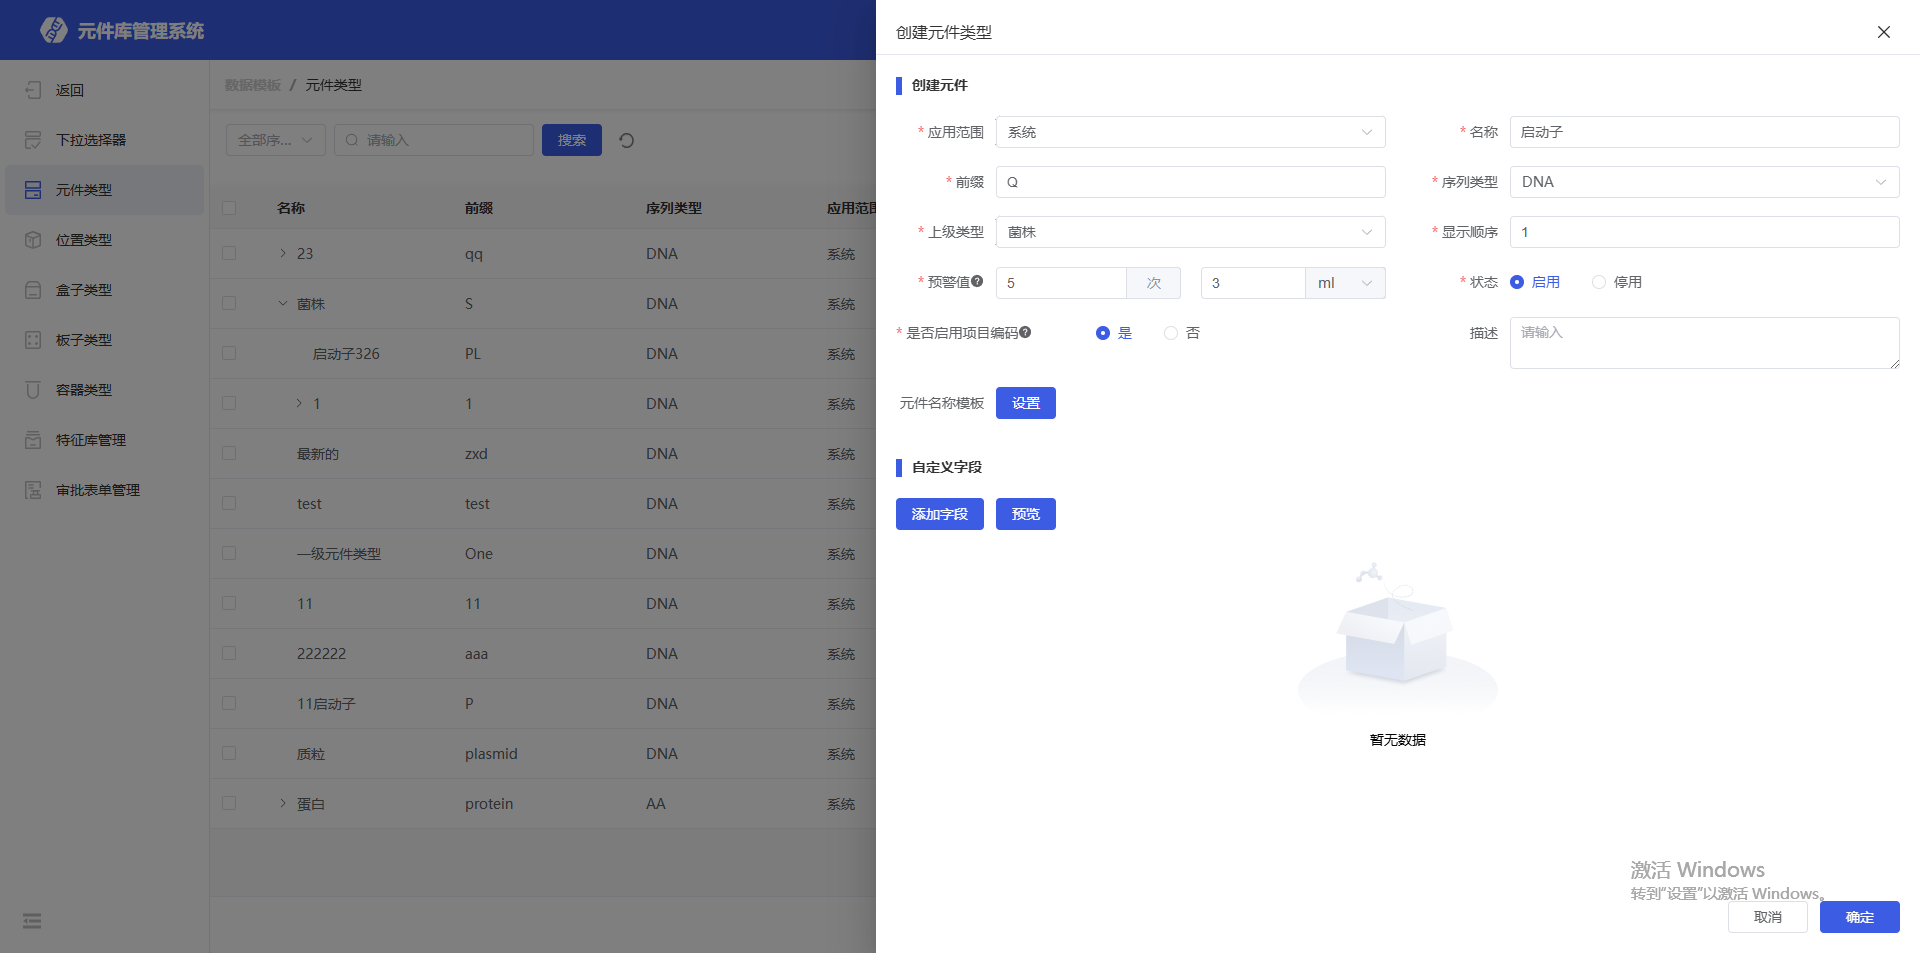 元件库管理系统
返回
下拉选择器
元件类型
位置类型
盒子类型
板子类型
容器类型
特征库管理
审批表单管理
数据模板 / 元件类型
全部序... 请输入 搜索
名称 前缀 序列类型 应用范围
23 qq DNA 系统
菌株 S DNA 系统
启动子326 PL DNA 系统
1 1 DNA 系统
最新的 zxd DNA 系统
test test DNA 系统
一级元件类型 One DNA 系统
11 11 DNA 系统
222222 aaa DNA 系统
11启动子 P DNA 系统
质粒 plasmid DNA 系统
蛋白 protein AA 系统
创建元件类型
创建元件
* 应用范围 系统 * 名称 启动子
* 前缀 Q * 序列类型 DNA
* 上级类型 菌株 * 显示顺序 1
* 预警值 5 次 3 ml * 状态 启用 停用
* 是否启用项目编码 是 否 描述 请输入
元件名称模板 设置
自定义字段
添加字段 预览
暂无数据
激活 Windows
转到“设置”以激活 Windows。
取消 确定